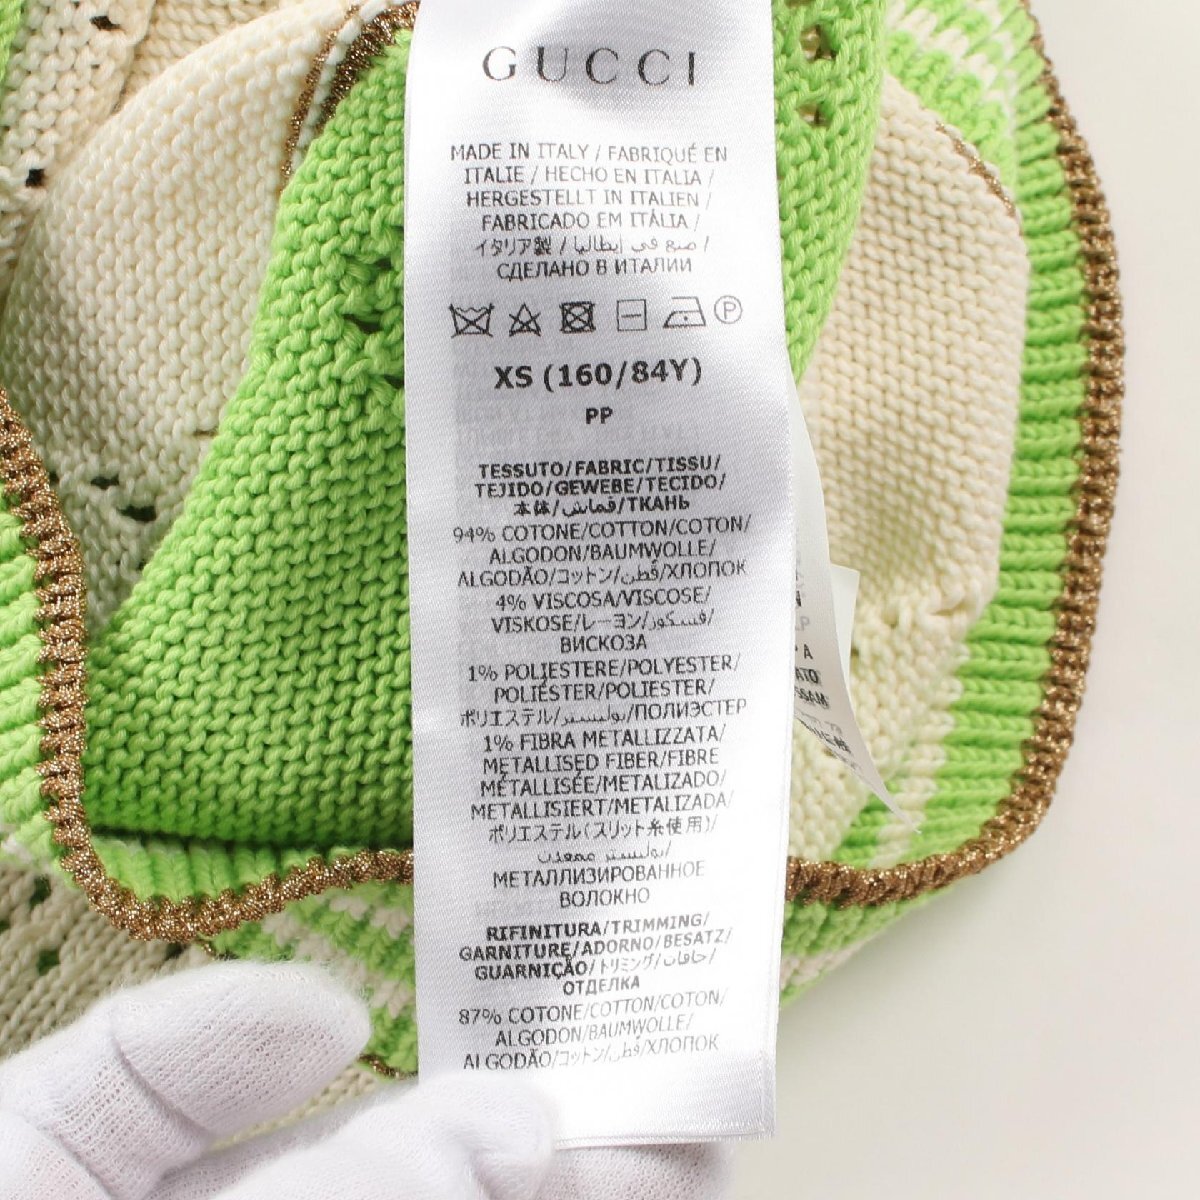 GUCCI
MADE IN ITALY / FABRIQUÉ EN
ITALIE / HECHO EN ITALIA /
HERGESTELLT IN ITALIEN /
FABRICADO EM ITÁLIA /
イタリア製 / صنع في إيطاليا /
СДЕЛАНО В ИТАЛИИ
P
XS (160/84Y)
PP
TESSUTO/FABRIC/TISSU/
TEJIDO/GEWEBE/TECIDO/
本体/قماش/ТКАНЬ
94% COTONE/COTTON/COTON/
ALGODON/BAUMWOLLE/
ALGODÃO/コットン/قطن/ХЛОПОК
4% VISCOSA/VISCOSE/
VISKOSE/レーヨン/فسكوز/
ВИСКОЗА
1% POLIESTERE/POLYESTER/
POLIÉSTER/POLIESTER/
ポリエステル/بوليستر/ПОЛИЭСТЕР
1% FIBRA METALLIZZATA/
METALLISED FIBER/FIBRE
MÉTALLISÉE/METALIZADO/
METALLISIERT/METALIZADA/
ポリエステル(スリット糸使用)/
بوليستر ممعدن/
МЕТАЛЛИЗИРОВАННОЕ
ВОЛОКНО
RIFINITURA/TRIMMING/
GARNITURE/ADORNO/BESATZ/
GUARNIÇÃO/トリミング/حافات/
ОТДЕЛКА
87% COTONE/COTTON/COTON/
ALGODON/BAUMWOLLE/
ALGODÃO/コットン/قطن/ХЛОПОК